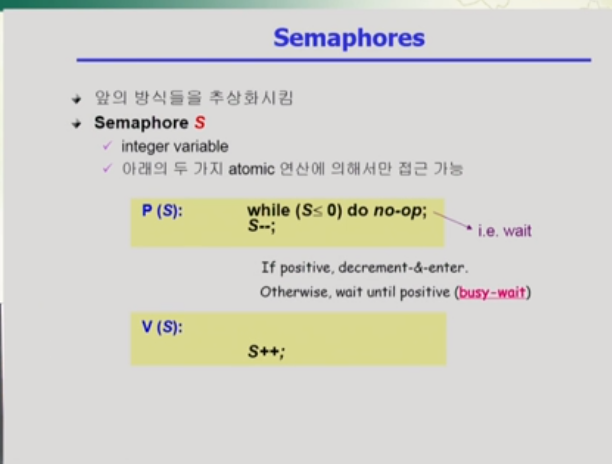 Semaphores
앞의 방식들을 추상화시킴
Semaphore S
integer variable
아래의 두 가지 atomic 연산에 의해서만 접근 가능
P (S): while (S≤ 0) do no-op;
S--;
i.e. wait
If positive, decrement-&-enter.
Otherwise, wait until positive (busy-wait)
V (S):
S++;